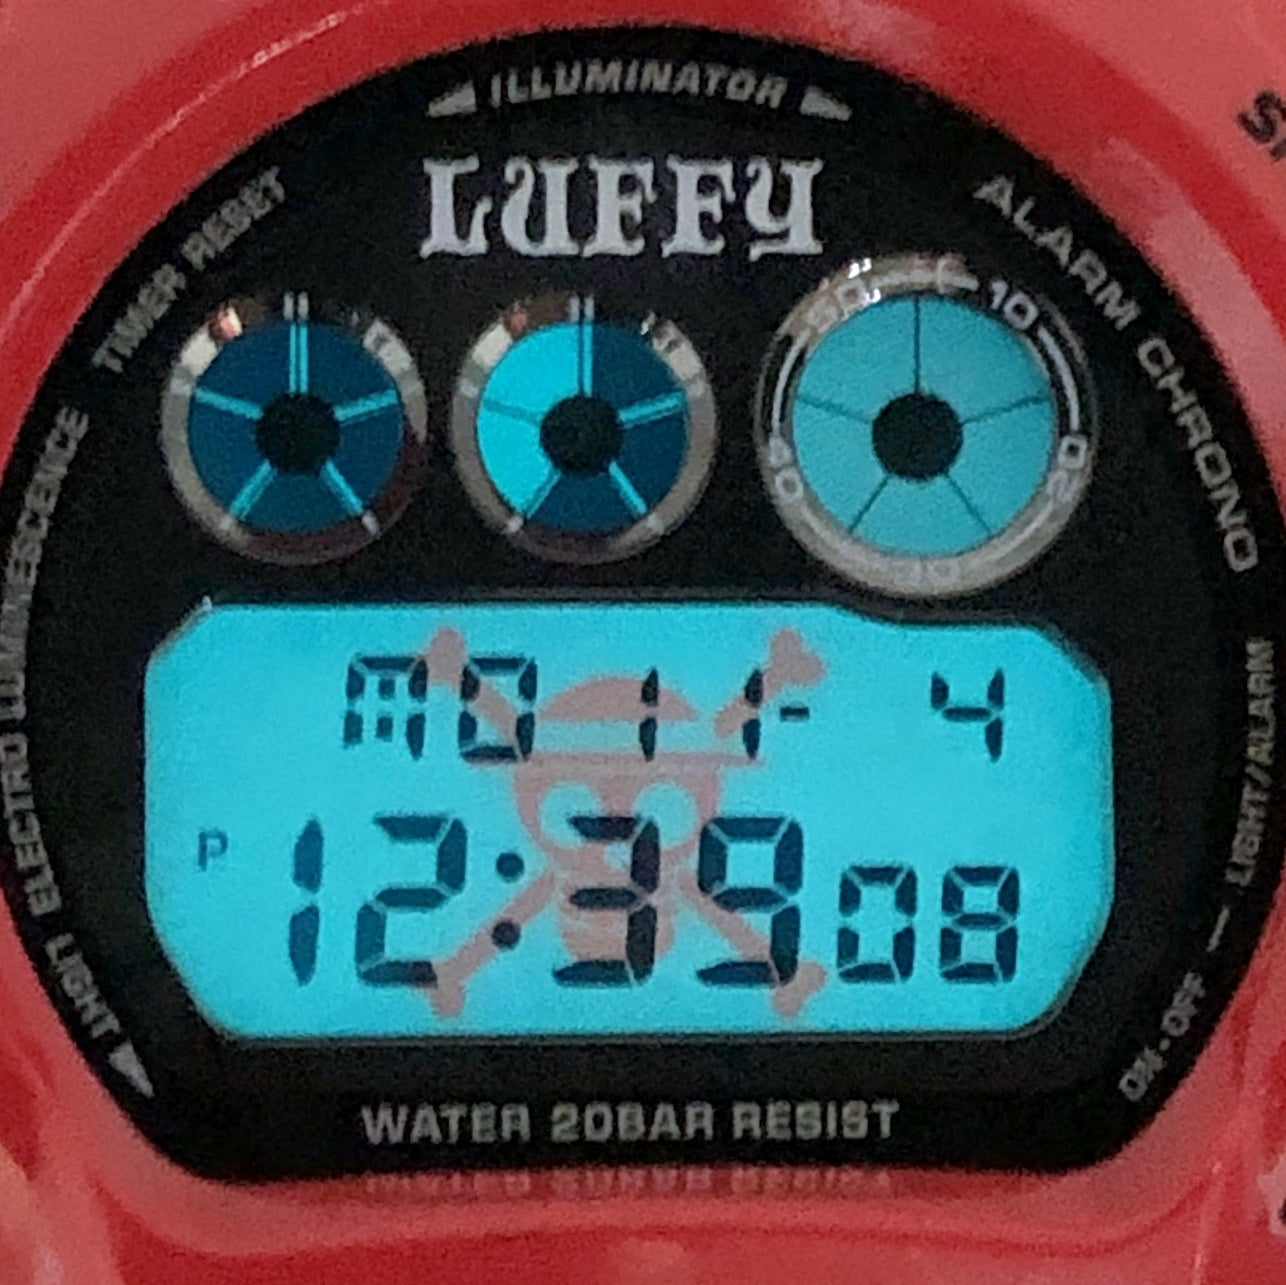 ILLUMINATOR
LUFFY
TIMER RESET
ALARM CHRONO
50 10
40 20
30
ELECTRO LUMINESCENCE
LIGHT
MO 11- 4
P 12:39 08
LIGHT/ALARM
ON·OFF
WATER 20BAR RESIST